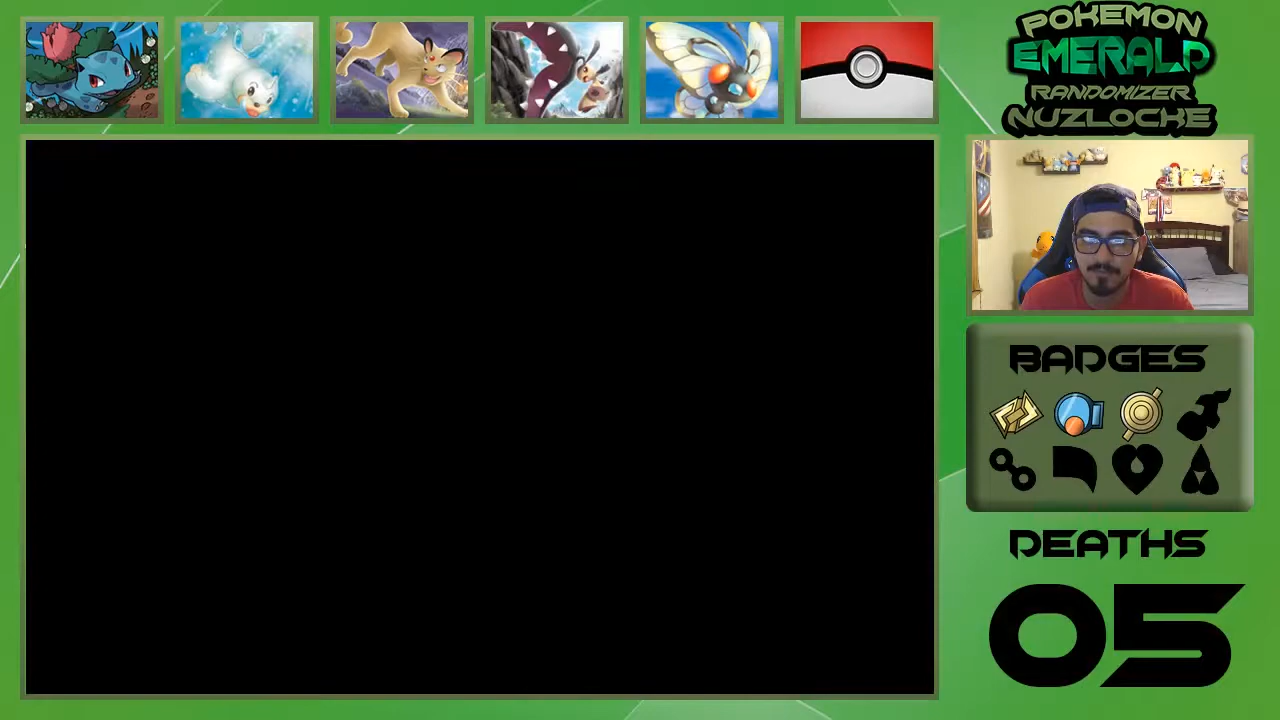 POKEMON
EMERALD
RANDOMIZER
NUZLOCKE
BADGES
DEATHS
05